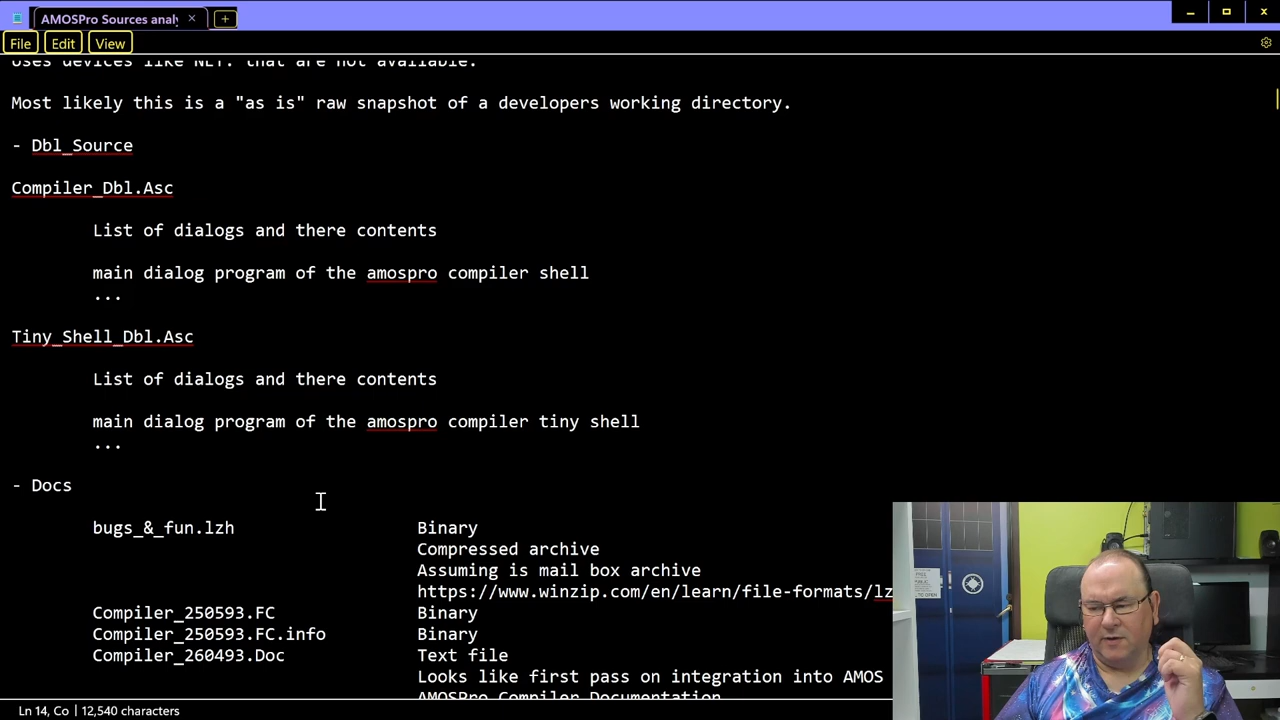 AMOSPro Sources analy
File Edit View
Uses devices like NET: that are not available.
Most likely this is a "as is" raw snapshot of a developers working directory.
- Dbl_Source
Compiler_Dbl.Asc
List of dialogs and there contents
main dialog program of the amospro compiler shell
...
Tiny_Shell_Dbl.Asc
List of dialogs and there contents
main dialog program of the amospro compiler tiny shell
...
- Docs
bugs_&_fun.lzh Binary
Compressed archive
Assuming is mail box archive
https://www.winzip.com/en/learn/file-formats/lz
Compiler_250593.FC Binary
Compiler_250593.FC.info Binary
Compiler_260493.Doc Text file
Looks like first pass on integration into AMOS
AMOSPro Compiler Documentation
Ln 14, Co 12,540 characters